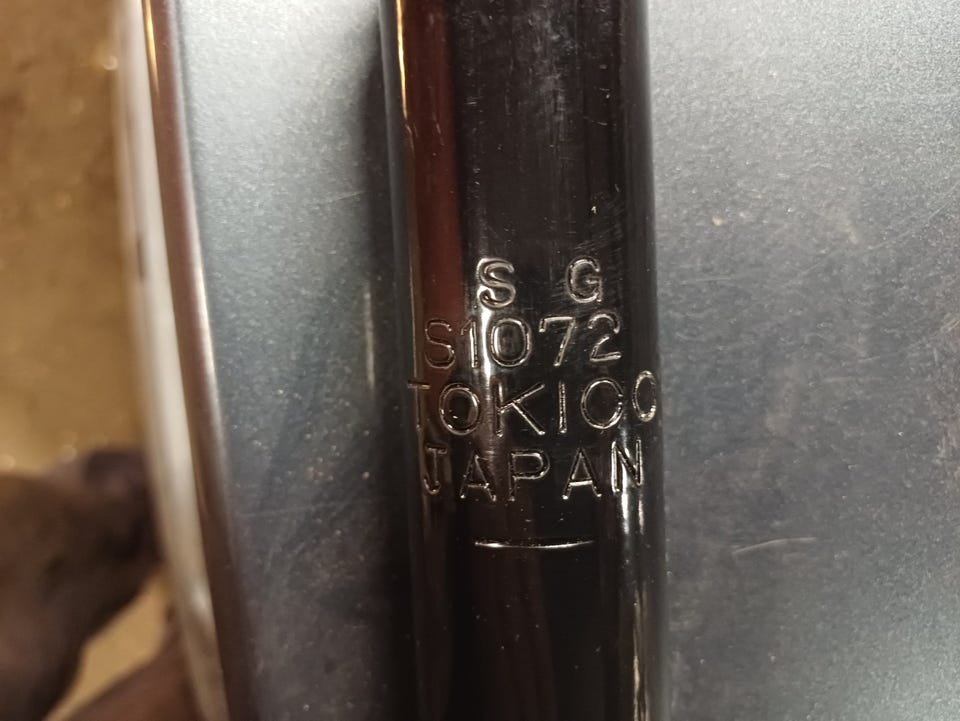 S G
S1072
TOKICO
JAPAN